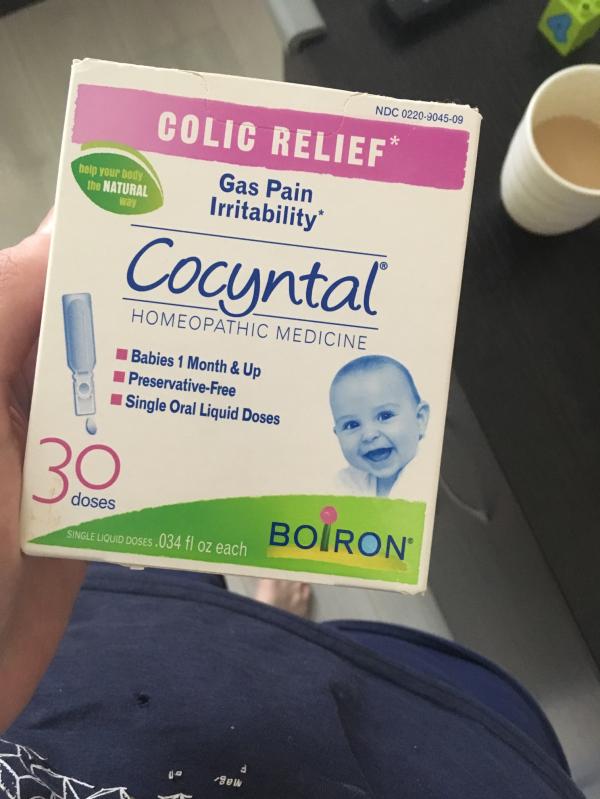 NDC 0220-9045-09
COLIC RELIEF*
help your body
the NATURAL
way
Gas Pain
Irritability*
Cocyntal®
HOMEOPATHIC MEDICINE
Babies 1 Month & Up
Preservative-Free
Single Oral Liquid Doses
30
doses
SINGLE LIQUID DOSES .034 fl oz each
BOIRON®